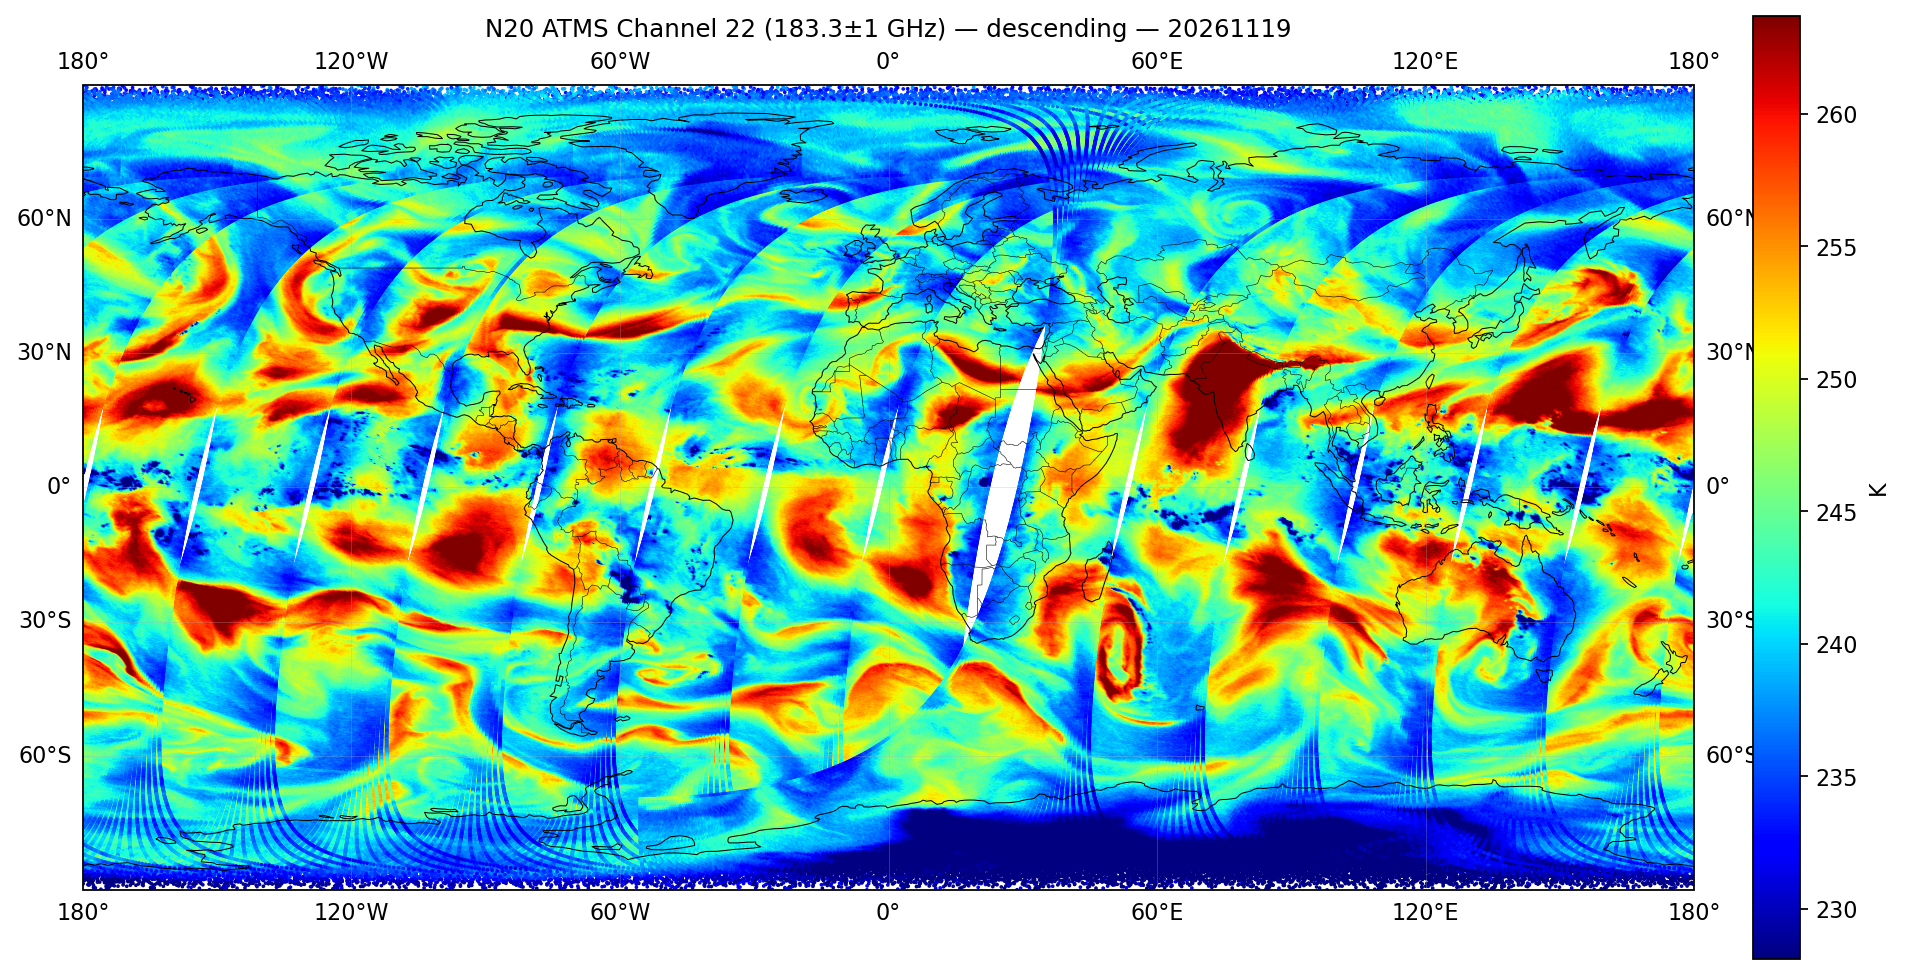 N20 ATMS Channel 22 (183.3±1 GHz) — descending — 20261119
180° 120°W 60°W 0° 60°E 120°E 180°
60°N 60°N
30°N 30°N
0° 0°
30°S 30°S
60°S 60°S
180° 120°W 60°W 0° 60°E 120°E 180°
260
255
250
245
240
235
230
K